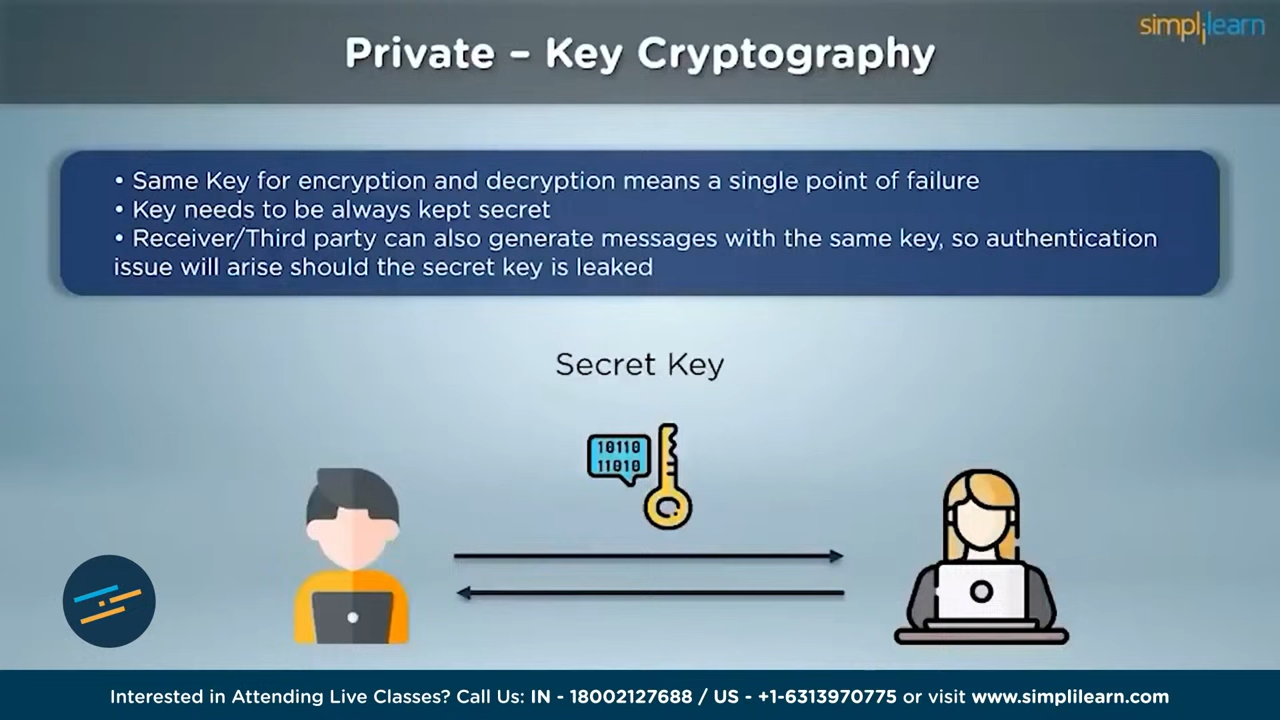 simplilearn
Private – Key Cryptography
• Same Key for encryption and decryption means a single point of failure
• Key needs to be always kept secret
• Receiver/Third party can also generate messages with the same key, so authentication
issue will arise should the secret key is leaked
Secret Key
10110
11010
Interested in Attending Live Classes? Call Us: IN - 18002127688 / US - +1-6313970775 or visit www.simplilearn.com